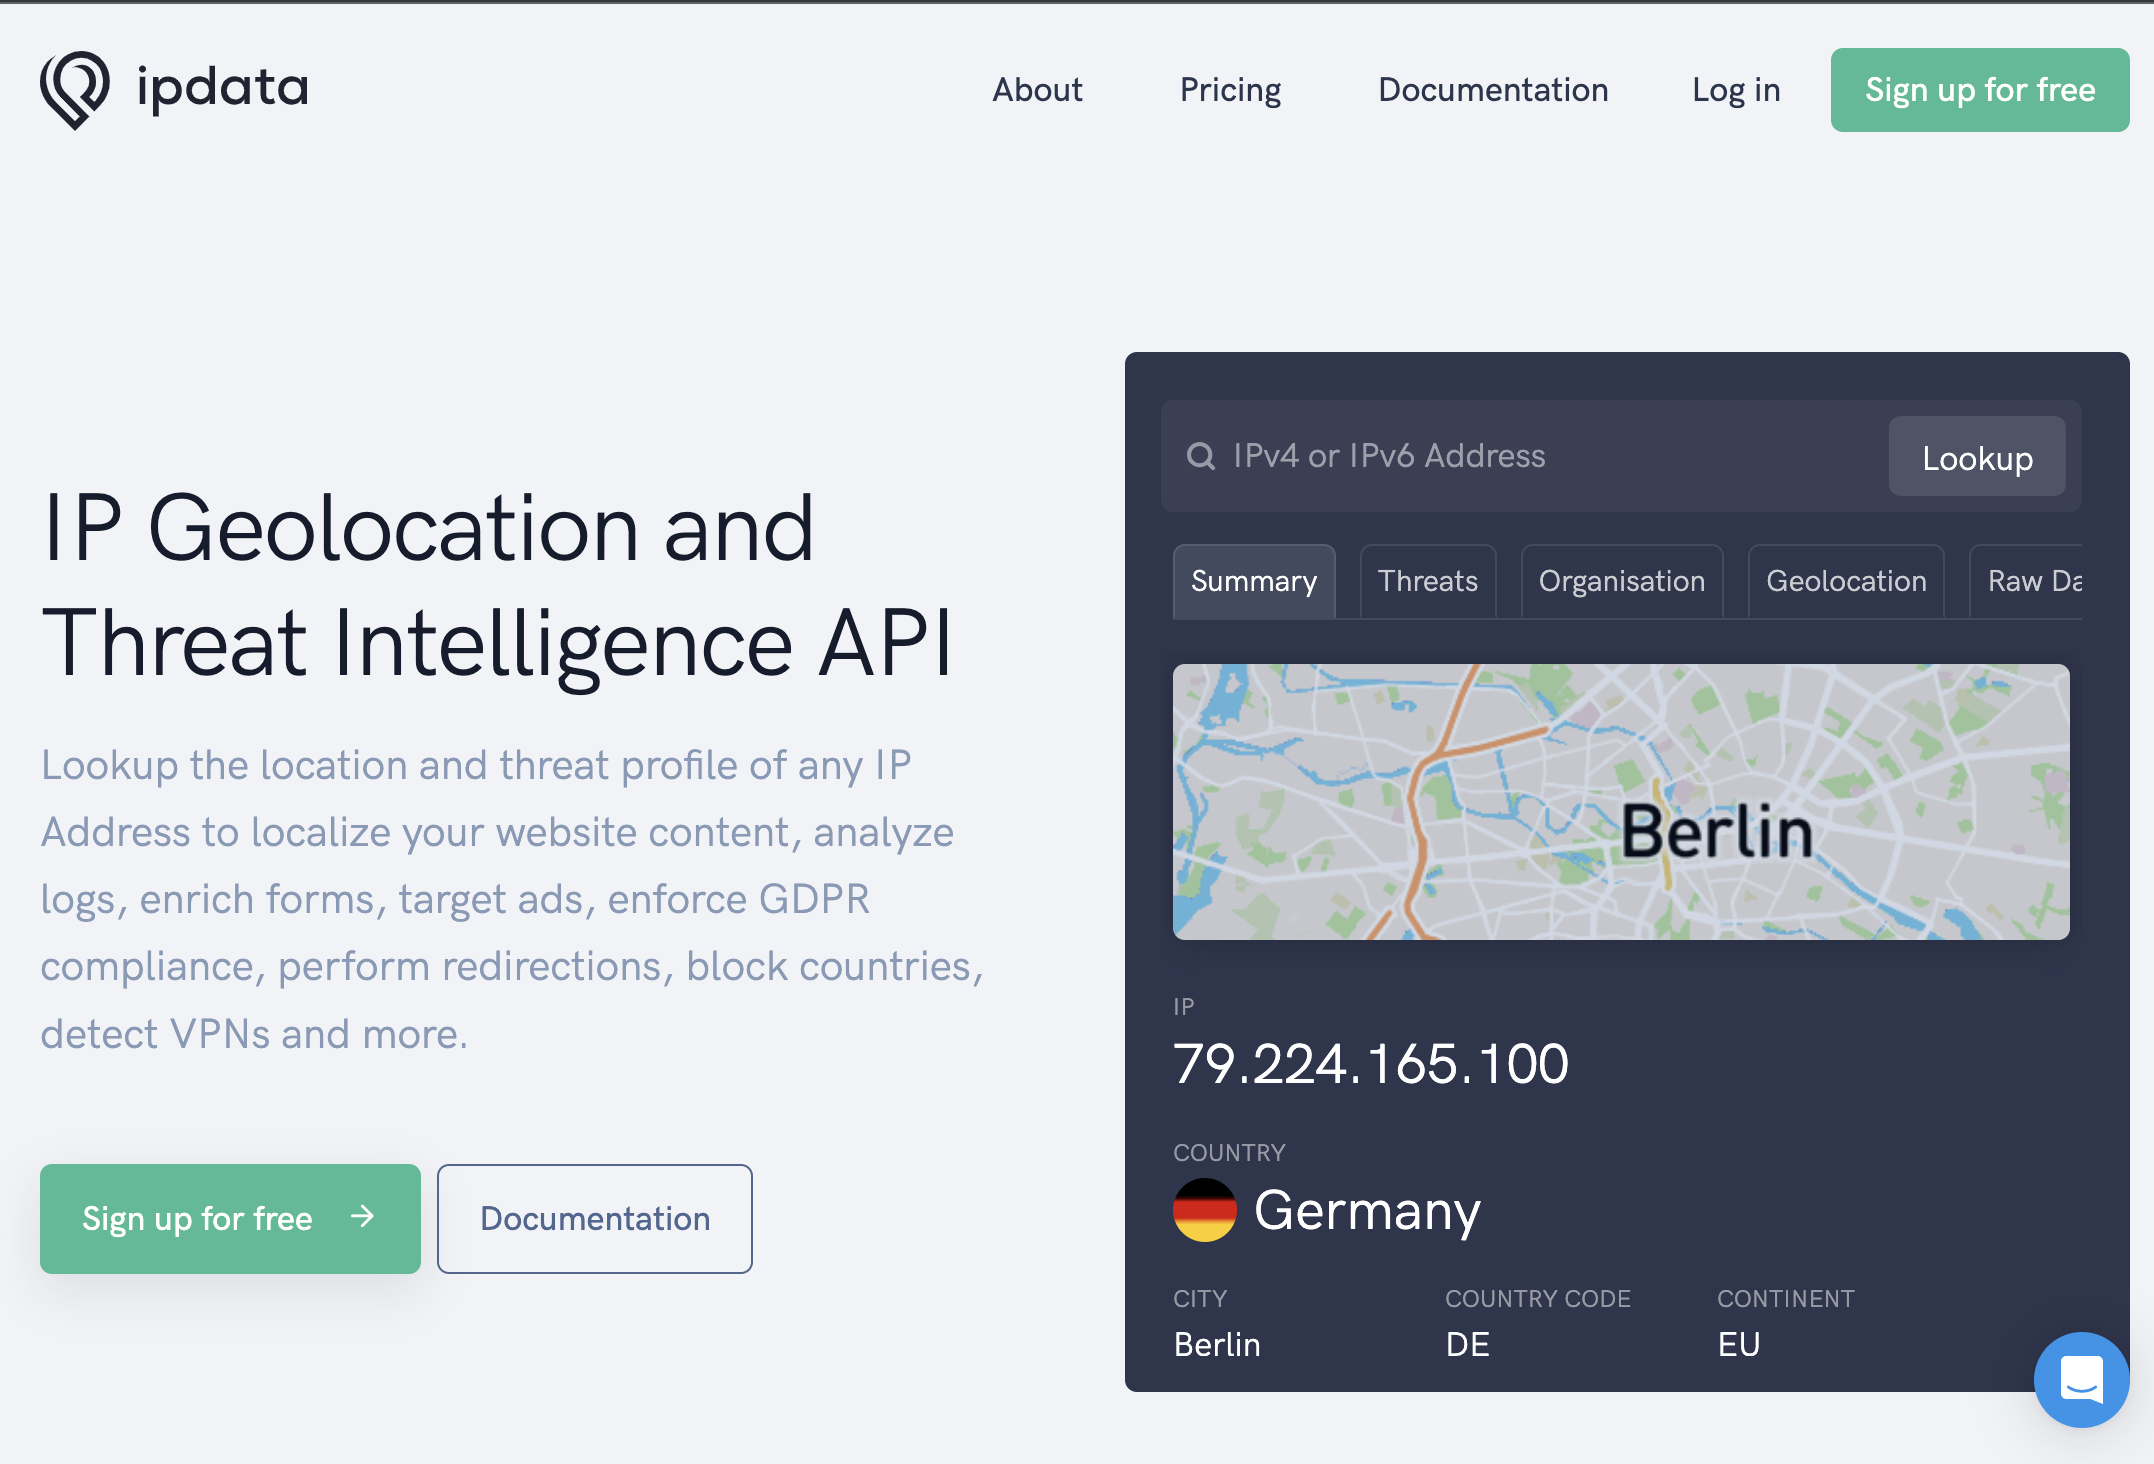 ipdata
About
Pricing
Documentation
Log in
Sign up for free
IP Geolocation and
Threat Intelligence API
Lookup the location and threat profile of any IP
Address to localize your website content, analyze
logs, enrich forms, target ads, enforce GDPR
compliance, perform redirections, block countries,
detect VPNs and more.
Sign up for free →
Documentation
IPv4 or IPv6 Address
Lookup
Summary
Threats
Organisation
Geolocation
Raw Da
Berlin
IP
79.224.165.100
COUNTRY
Germany
CITY
Berlin
COUNTRY CODE
DE
CONTINENT
EU